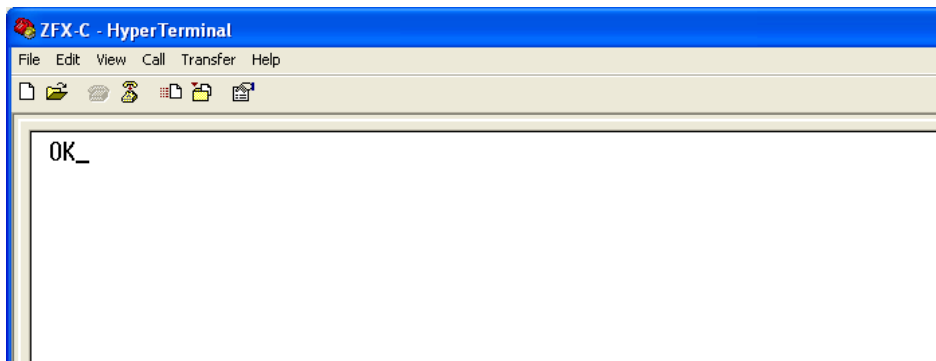 ZFX-C - HyperTerminal
File Edit View Call Transfer Help
OK_